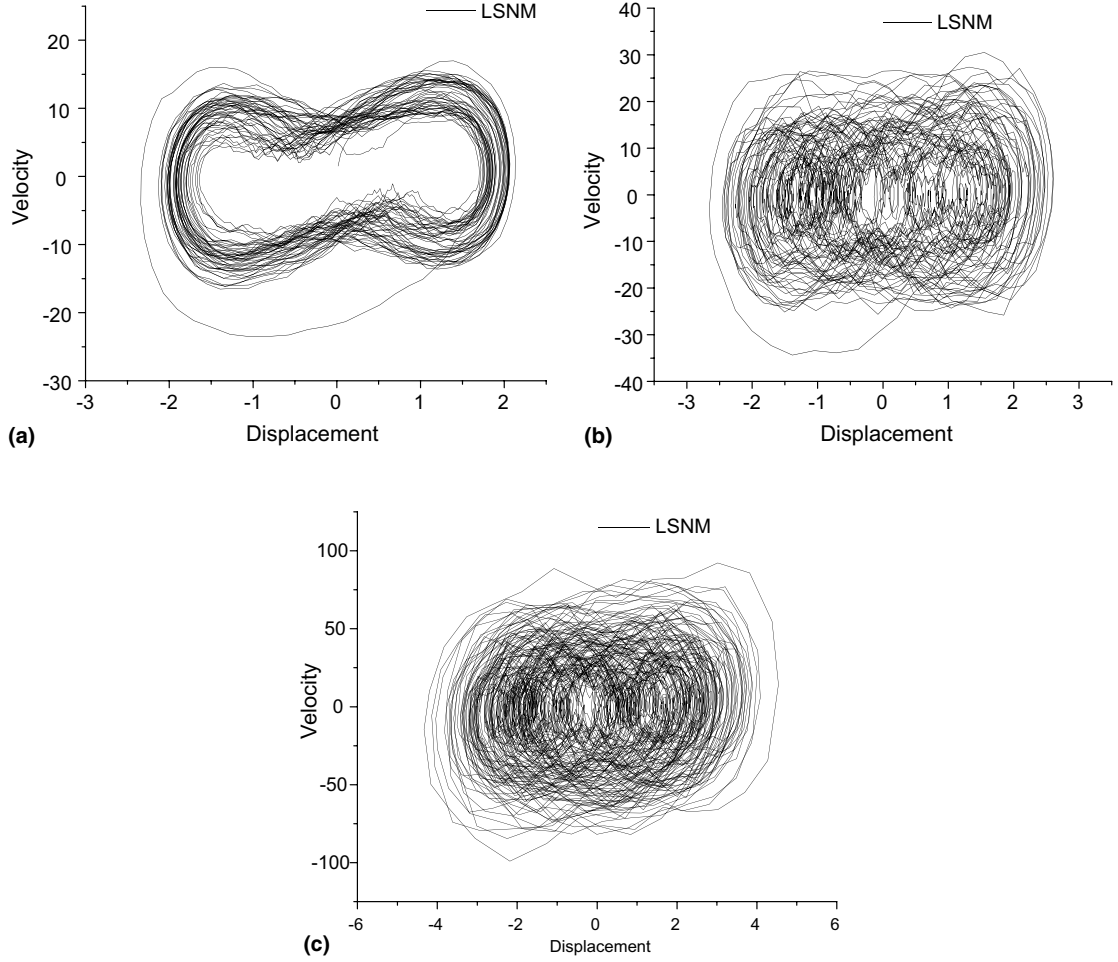 LSNM
20
10
0
-10
-20
-30
Velocity
-3 -2 -1 0 1 2
Displacement
(a)
LSNM
40
30
20
10
0
-10
-20
-30
-40
Velocity
-3 -2 -1 0 1 2 3
Displacement
(b)
LSNM
100
50
0
-50
-100
Velocity
-6 -4 -2 0 2 4 6
Displacement
(c)